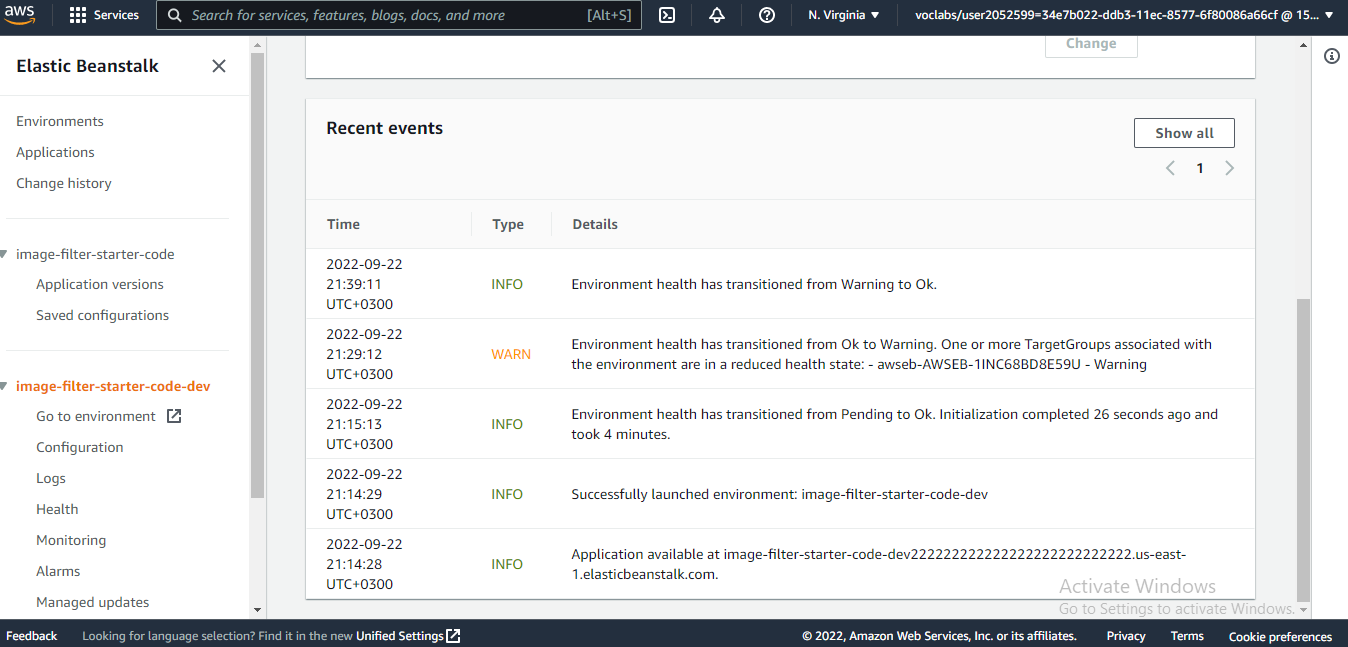 aws
Services
Search for services, features, blogs, docs, and more
[Alt+S]
N. Virginia ▼
voclabs/user2052599=34e7b022-ddb3-11ec-8577-6f80086a66cf @ 15... ▼
Elastic Beanstalk
Environments
Applications
Change history
image-filter-starter-code
Application versions
Saved configurations
image-filter-starter-code-dev
Go to environment
Configuration
Logs
Health
Monitoring
Alarms
Managed updates
Change
Recent events
Show all
1
Time Type Details
2022-09-22
21:39:11
UTC+0300
INFO
Environment health has transitioned from Warning to Ok.
2022-09-22
21:29:12
UTC+0300
WARN
Environment health has transitioned from Ok to Warning. One or more TargetGroups associated with
the environment are in a reduced health state: - awseb-AWSEB-1INC68BD8E59U - Warning
2022-09-22
21:15:13
UTC+0300
INFO
Environment health has transitioned from Pending to Ok. Initialization completed 26 seconds ago and
took 4 minutes.
2022-09-22
21:14:29
UTC+0300
INFO
Successfully launched environment: image-filter-starter-code-dev
2022-09-22
21:14:28
UTC+0300
INFO
Application available at image-filter-starter-code-dev2222222222222222222222222222.us-east-
1.elasticbeanstalk.com.
Activate Windows
Go to Settings to activate Windows.
Feedback
Looking for language selection? Find it in the new Unified Settings
© 2022, Amazon Web Services, Inc. or its affiliates.
Privacy
Terms
Cookie preferences